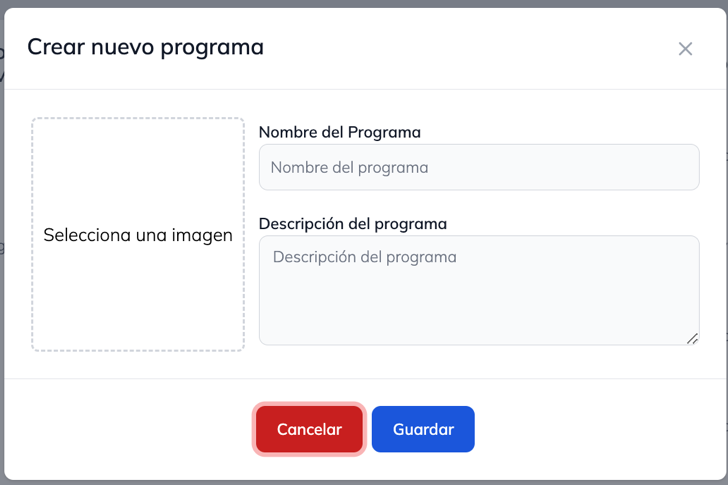 Crear nuevo programa
Selecciona una imagen
Nombre del Programa
Nombre del programa
Descripción del programa
Descripción del programa
Cancelar
Guardar